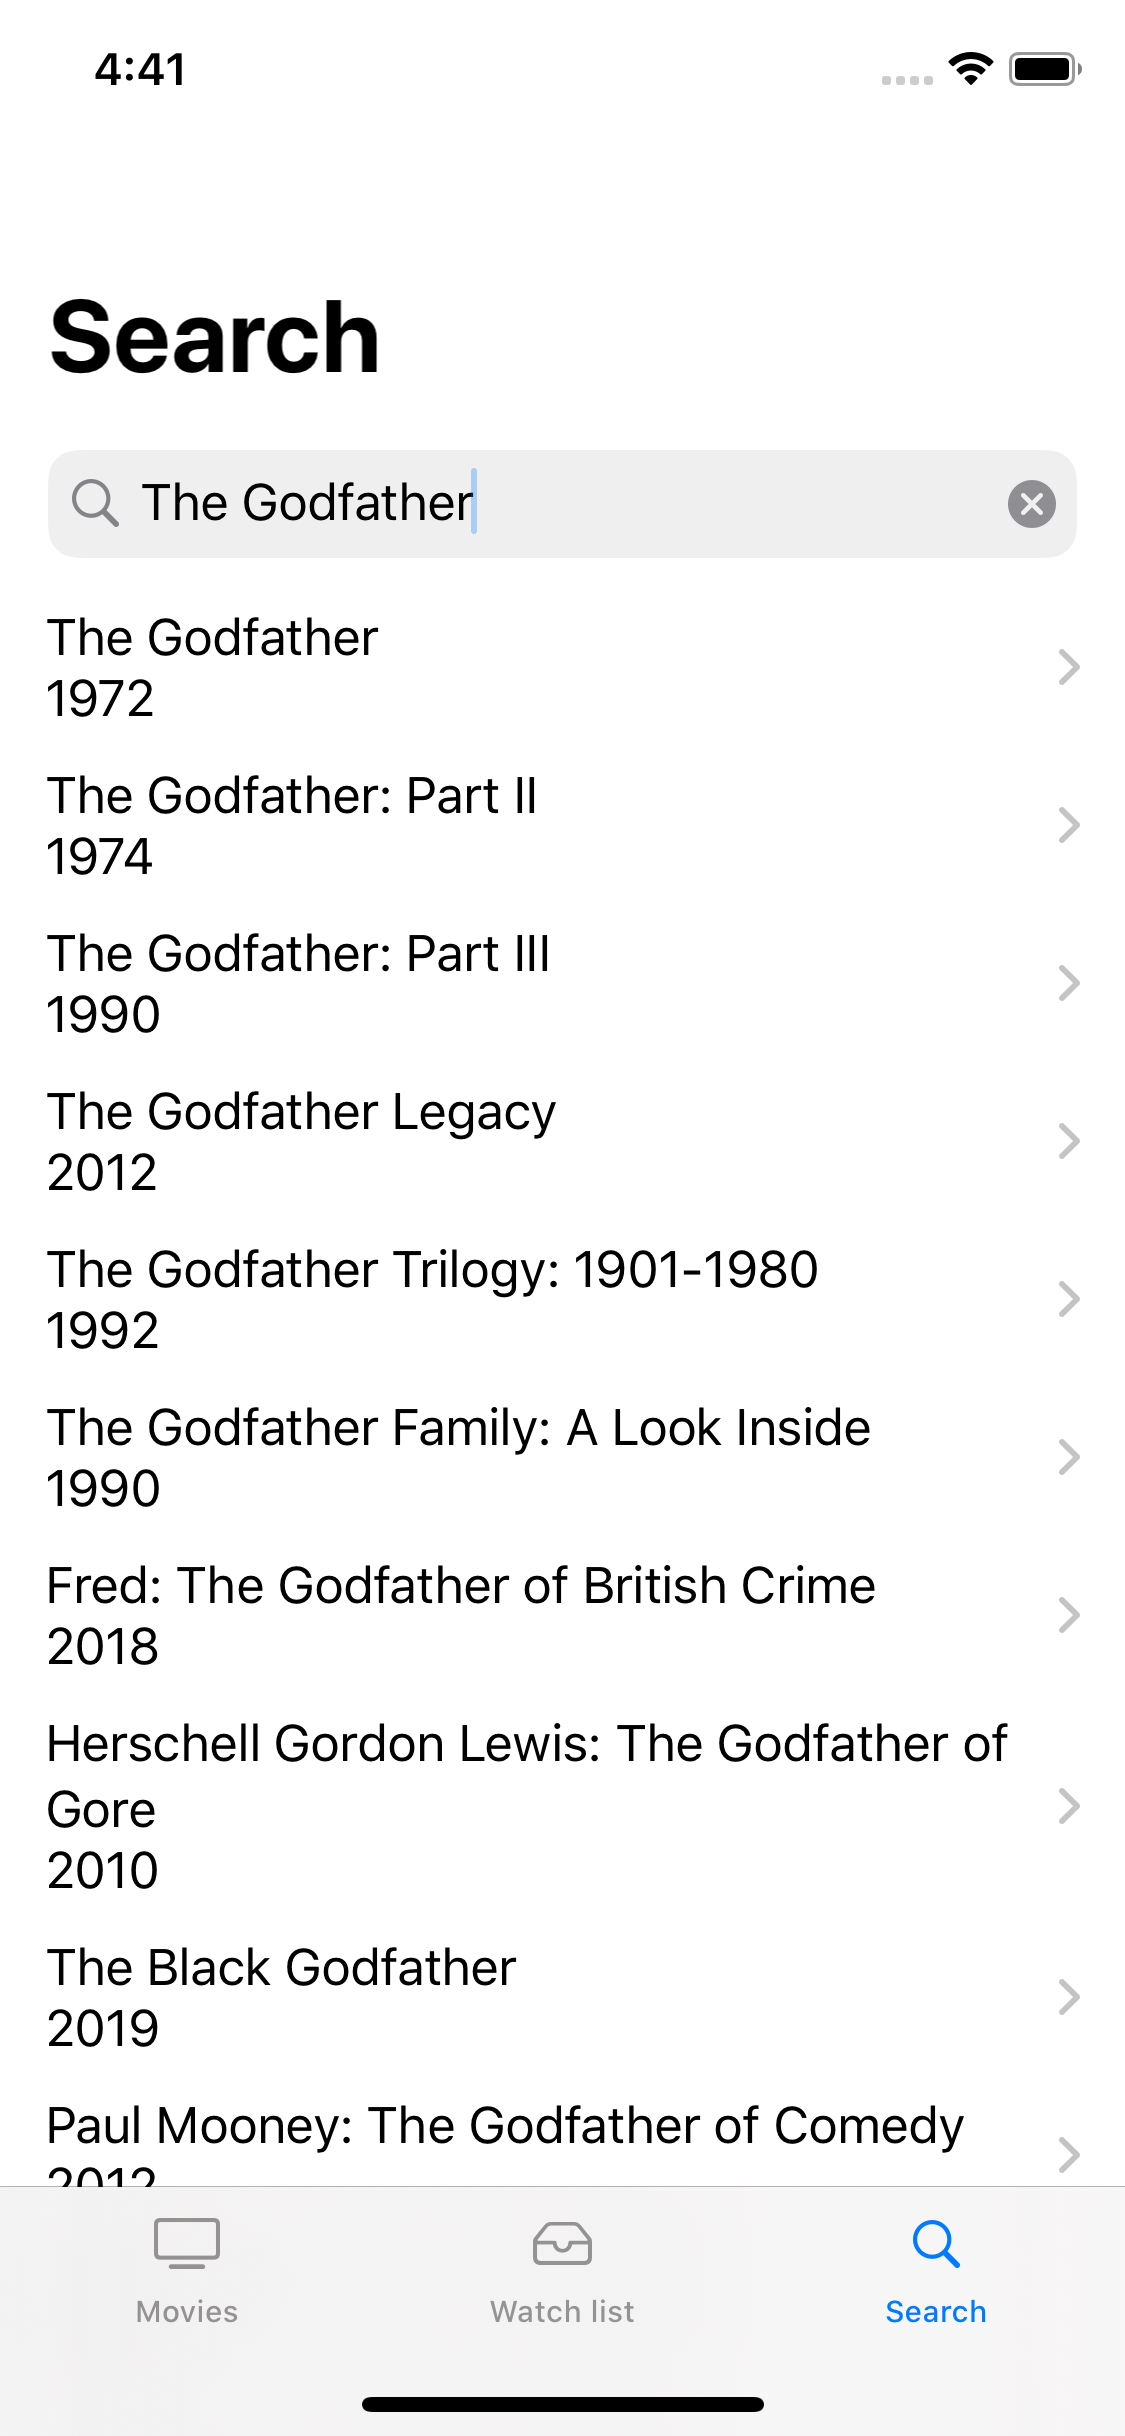 4:41
Search
The Godfather
The Godfather
1972
The Godfather: Part II
1974
The Godfather: Part III
1990
The Godfather Legacy
2012
The Godfather Trilogy: 1901-1980
1992
The Godfather Family: A Look Inside
1990
Fred: The Godfather of British Crime
2018
Herschell Gordon Lewis: The Godfather of
Gore
2010
The Black Godfather
2019
Paul Mooney: The Godfather of Comedy
2012
Movies
Watch list
Search